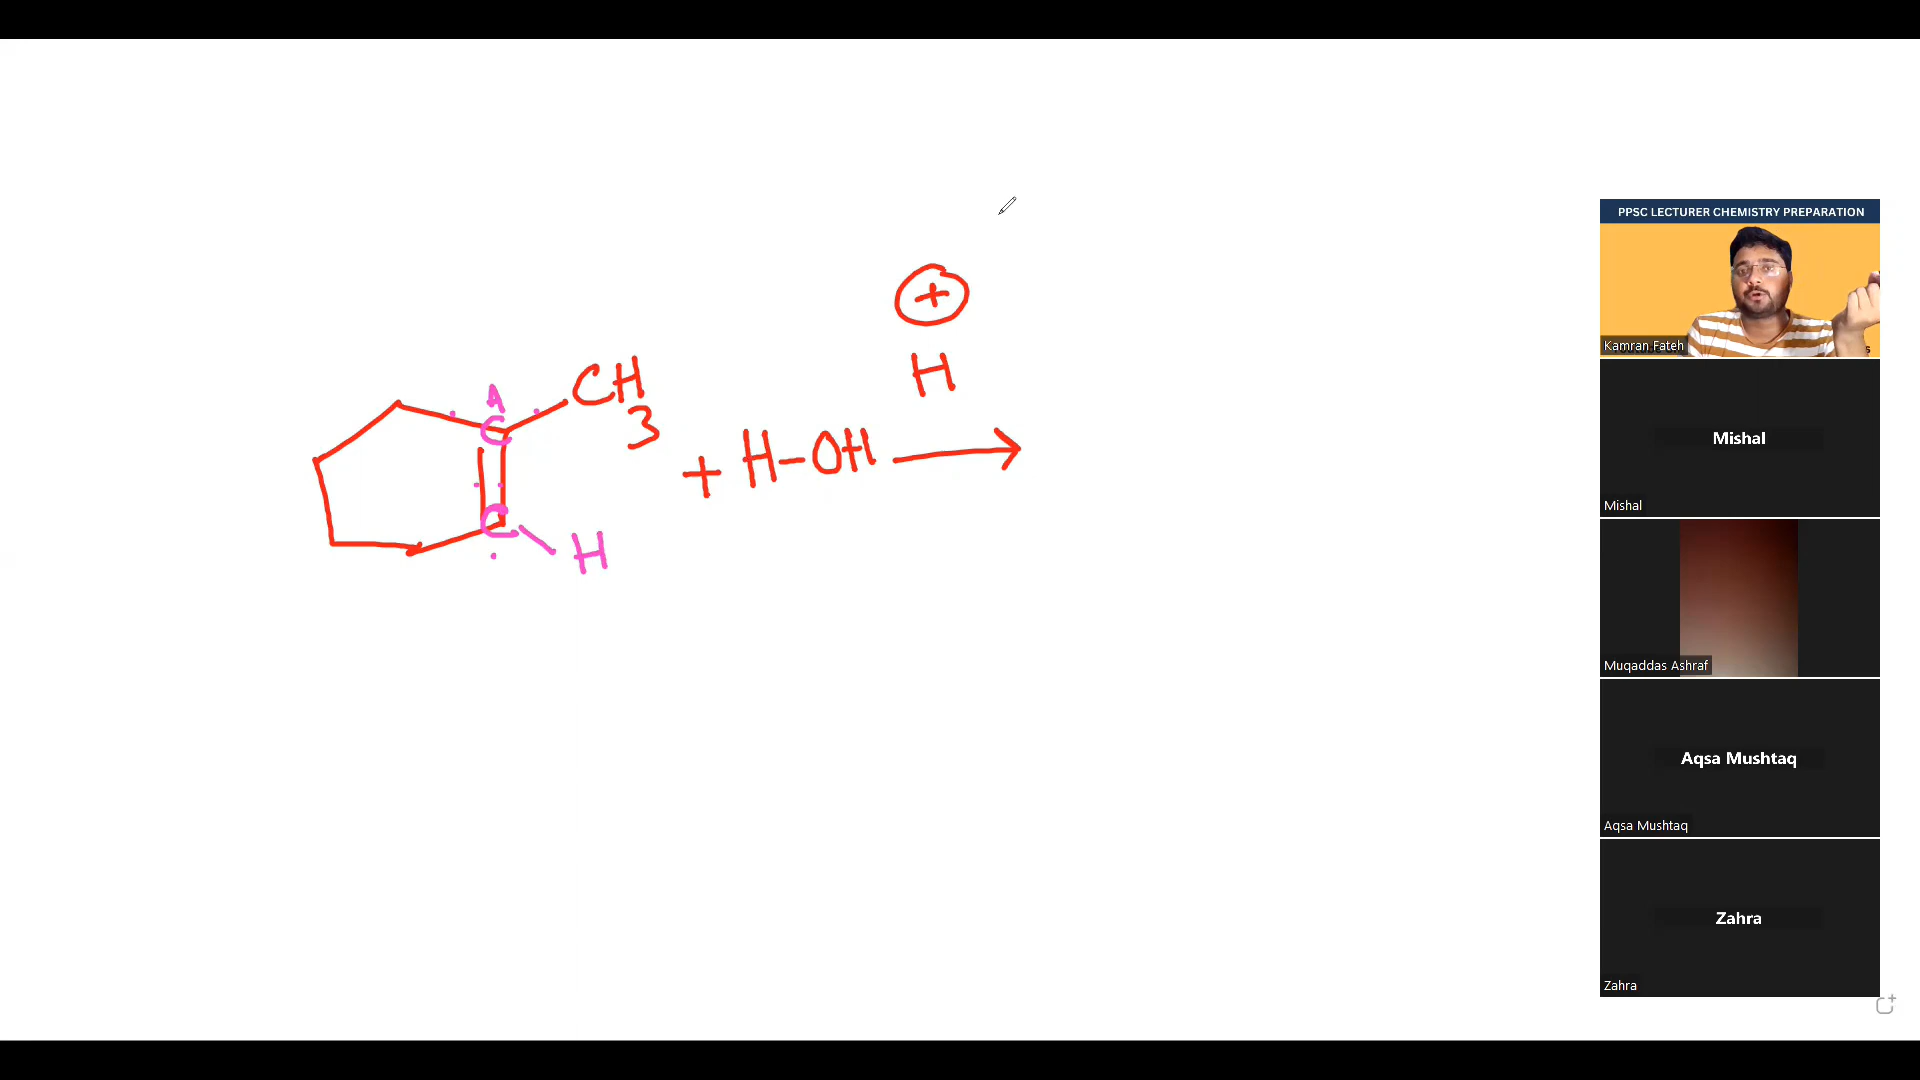 PPSC LECTURER CHEMISTRY PREPARATION
Kamran Fateh
A
C
CH
3
C
H
+ H-OH
+
H
Mishal
Mishal
Muqaddas Ashraf
Aqsa Mushtaq
Aqsa Mushtaq
Zahra
Zahra